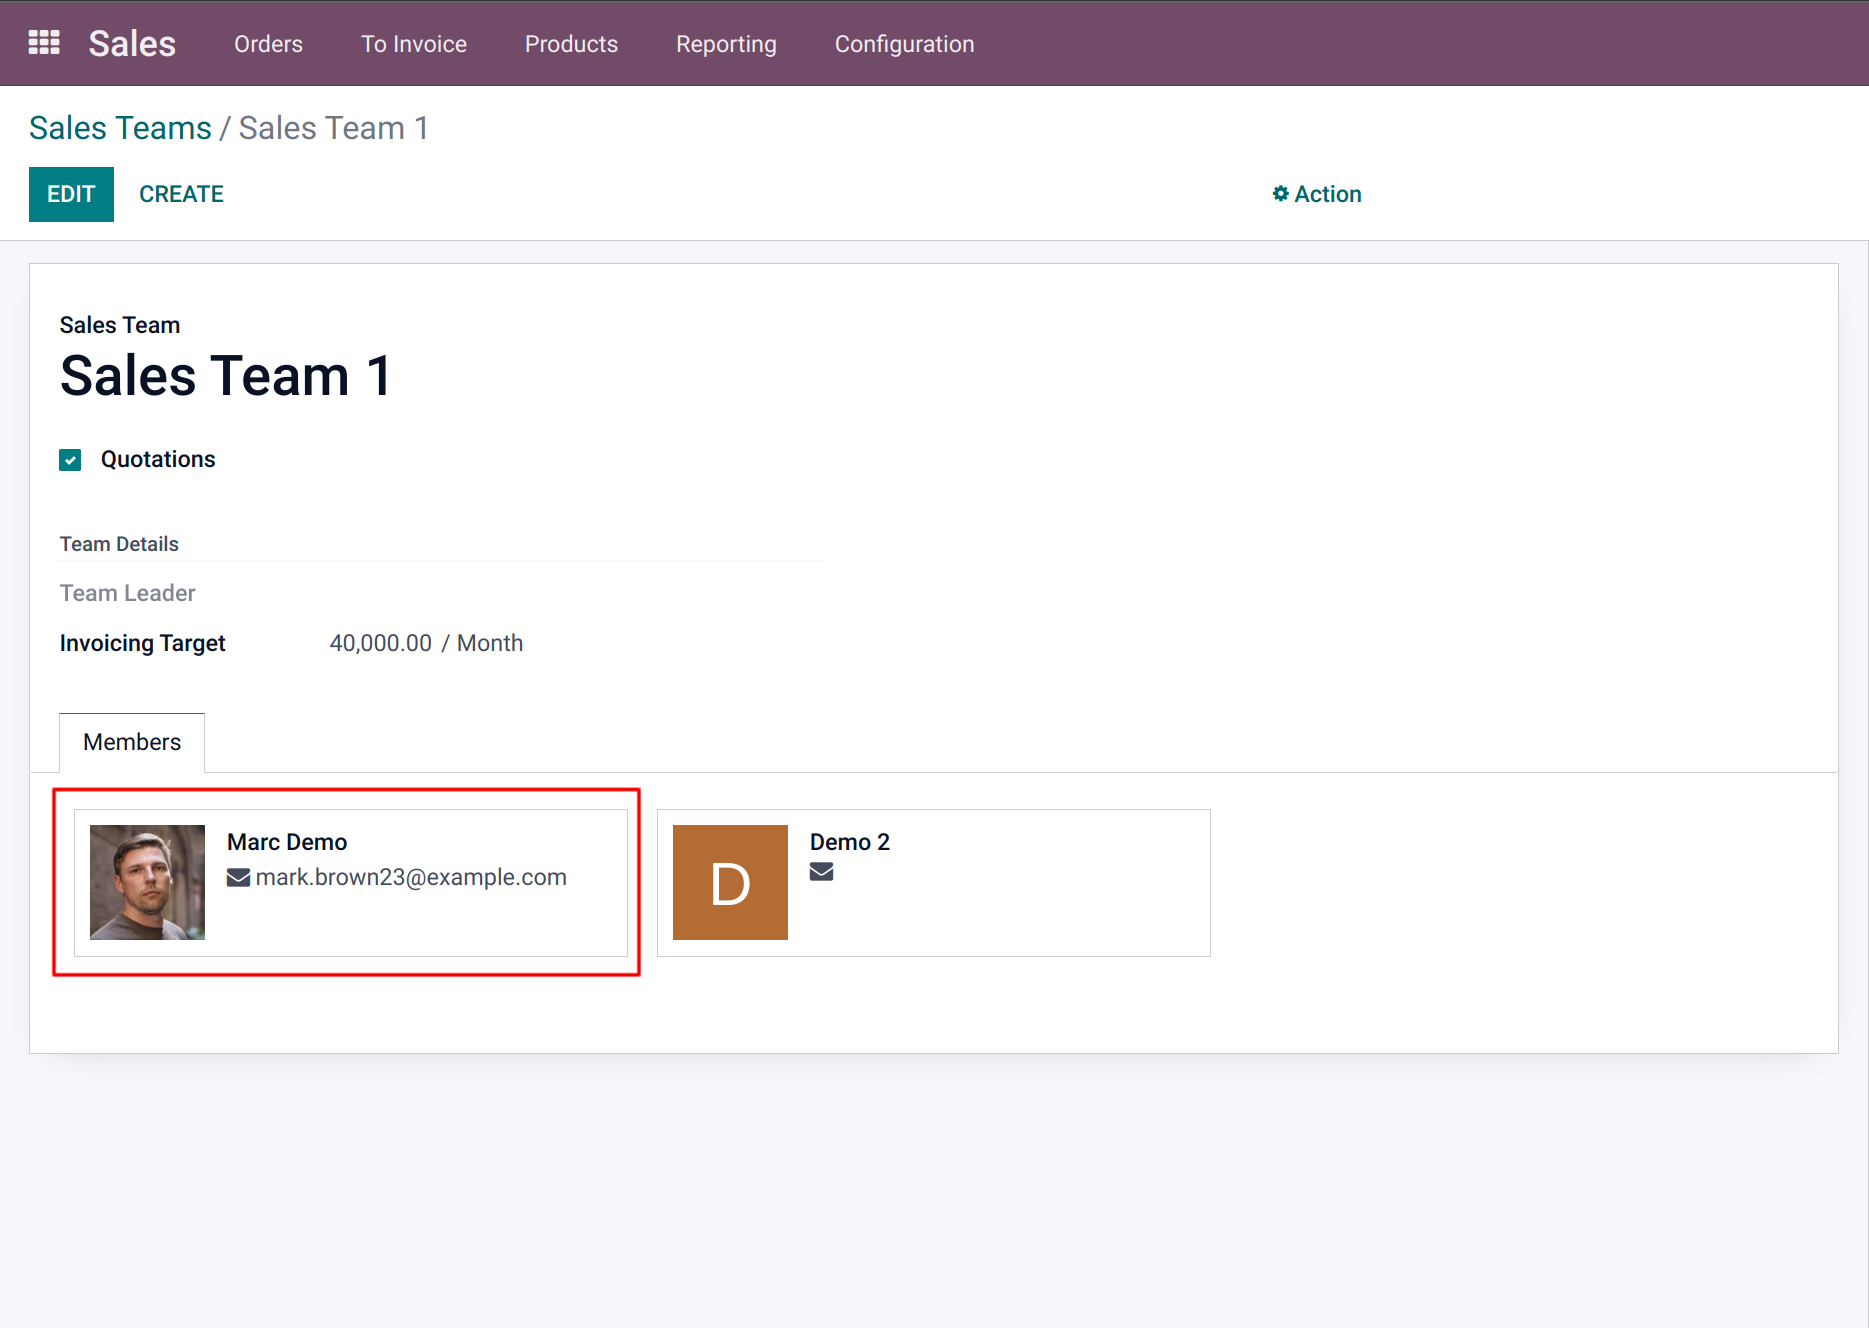 Sales Orders To Invoice Products Reporting Configuration
Sales Teams / Sales Team 1
EDIT CREATE Action
Sales Team
Sales Team 1
Quotations
Team Details
Team Leader
Invoicing Target 40,000.00 / Month
Members
Marc Demo
mark.brown23@example.com
D
Demo 2